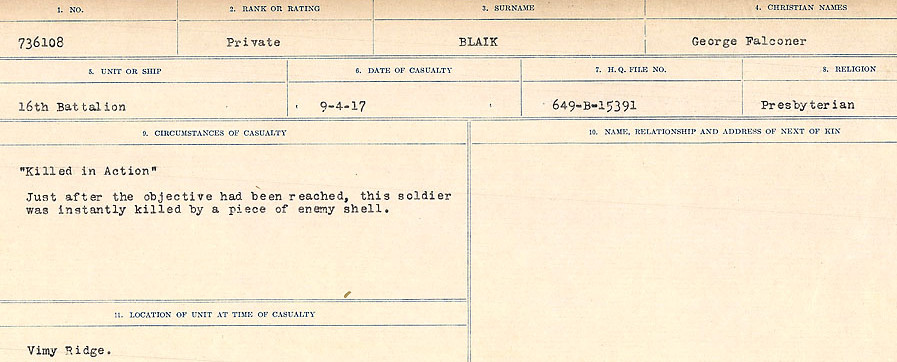 1. NO.
2. RANK OR RATING
3. SURNAME
4. CHRISTIAN NAMES
736108
Private
BLAIK
George Falconer
5. UNIT OR SHIP
6. DATE OF CASUALTY
7. H.Q. FILE NO.
8. RELIGION
16th Battalion
9-4-17
649-B-15391
Presbyterian
9. CIRCUMSTANCES OF CASUALTY
10. NAME, RELATIONSHIP AND ADDRESS OF NEXT OF KIN
"Killed in Action"
Just after the objective had been reached, this soldier
was instantly killed by a piece of enemy shell.
11. LOCATION OF UNIT AT TIME OF CASUALTY
Vimy Ridge.